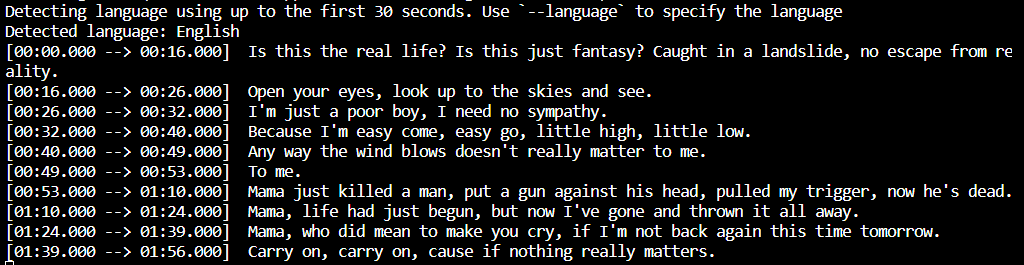 Detecting language using up to the first 30 seconds. Use `--language` to specify the language
Detected language: English
[00:00.000 --> 00:16.000]  Is this the real life? Is this just fantasy? Caught in a landslide, no escape from re
ality.
[00:16.000 --> 00:26.000]  Open your eyes, look up to the skies and see.
[00:26.000 --> 00:32.000]  I'm just a poor boy, I need no sympathy.
[00:32.000 --> 00:40.000]  Because I'm easy come, easy go, little high, little low.
[00:40.000 --> 00:49.000]  Any way the wind blows doesn't really matter to me.
[00:49.000 --> 00:53.000]  To me.
[00:53.000 --> 01:10.000]  Mama just killed a man, put a gun against his head, pulled my trigger, now he's dead.
[01:10.000 --> 01:24.000]  Mama, life had just begun, but now I've gone and thrown it all away.
[01:24.000 --> 01:39.000]  Mama, who did mean to make you cry, if I'm not back again this time tomorrow.
[01:39.000 --> 01:56.000]  Carry on, carry on, cause if nothing really matters.